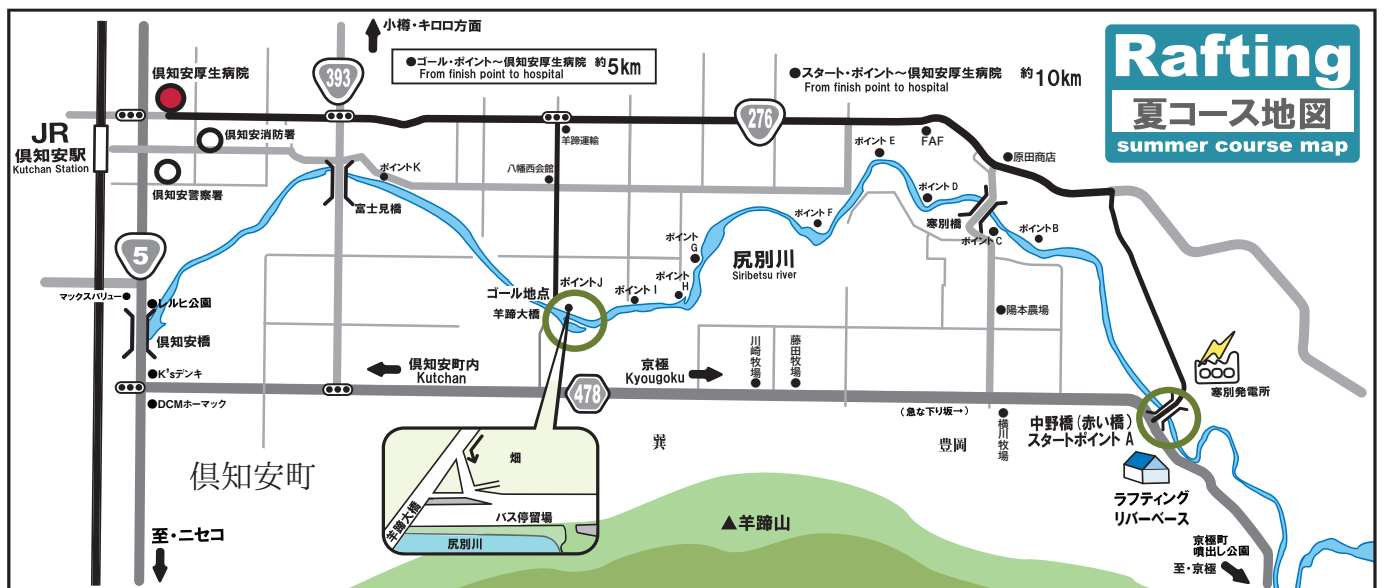 小樽・キロロ方面
Rafting
夏コース地図
summer course map
●ゴール・ポイント～倶知安厚生病院 約5km
From finish point to hospital
●スタート・ポイント～倶知安厚生病院 約10km
From finish point to hospital
倶知安厚生病院
393
276
JR
倶知安駅
Kutchan Station
倶知安消防署
倶知安警察署
羊蹄運輸
八幡西会館
ポイントK
富士見橋
ポイントE
FAF
原田商店
ポイントD
寒別橋
ポイントC
ポイントB
ポイントF
ポイント
G
尻別川
Siribetsu river
5
マックスバリュー
レルヒ公園
倶知安橋
ゴール地点
ポイントJ
羊蹄大橋
ポイントI
ポイント
H
陽本農場
K'sデンキ
DCMホーマック
倶知安町内
Kutchan
京極
Kyougoku
478
川崎牧場
藤田牧場
寒別発電所
(急な下り坂→)
横川牧場
中野橋(赤い橋)
スタートポイント A
巽
豊岡
畑
羊蹄大橋
バス停留場
尻別川
倶知安町
至・ニセコ
▲羊蹄山
ラフティング
リバーベース
京極町
噴出し公園
至・京極